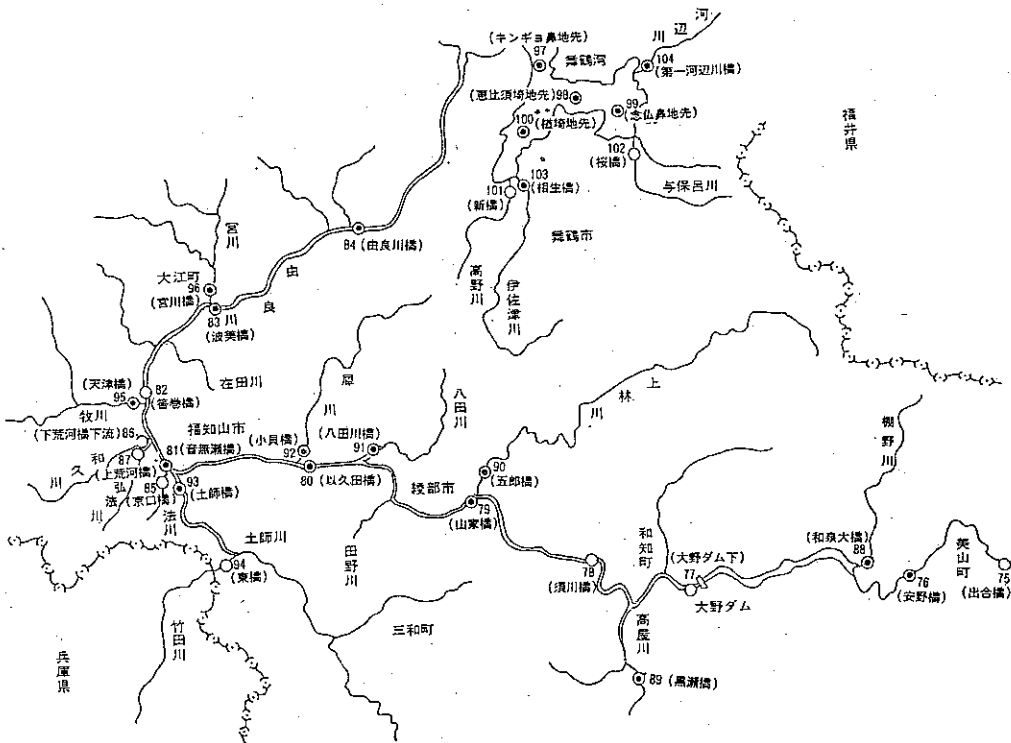 (キンギョ鼻地先)
97
舞鶴湾
河辺川
104
(第一河辺川橋)
(恵比須埼地先)98
99
(念仏鼻地先)
100
(楢埼地先)
102
(桜橋)
与保呂川
福井県
101
(新橋)
103
(相生橋)
舞鶴市
高野川
伊佐津川
84(由良川橋)
宮川
大江町
96
(宮川橋)
由良川
83
(波美橋)
在田川
(天津橋)
95
82
(筈巻橋)
牧川
犀川
八田川
上林川
棚野川
(下荒河橋下流)
86
福知山市
81(音無瀬橋)
(小貝橋)
92
(八田川橋)
91
87
(上荒河橋)
和久川
弘法川
85
(京口橋)
法川
93
(土師橋)
80(以久田橋)
90
(五郎橋)
綾部市
79
(山家橋)
和知町
(大野ダム下)
77
大野ダム
(和泉大橋)
88
美山町
76
(安野橋)
75
(出合橋)
78
(須川橋)
土師川
94
(東橋)
田野川
高屋川
三和町
竹田川
兵庫県
89(黒瀬橋)